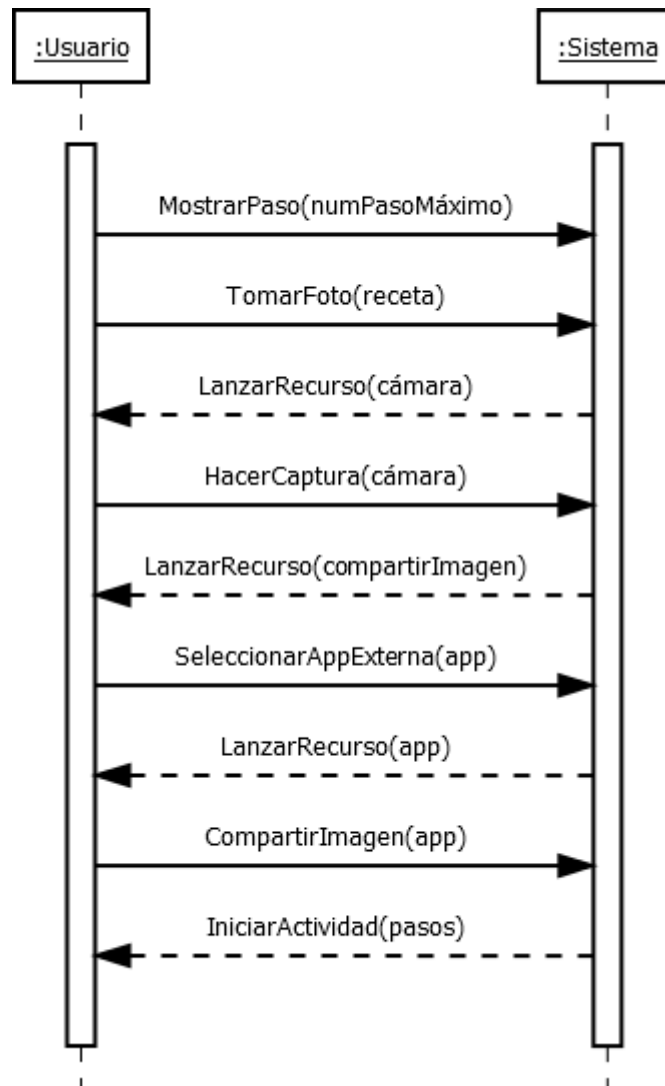 :Usuario
:Sistema
MostrarPaso(numPasoMáximo)
TomarFoto(receta)
LanzarRecurso(cámara)
HacerCaptura(cámara)
LanzarRecurso(compartirImagen)
SeleccionarAppExterna(app)
LanzarRecurso(app)
CompartirImagen(app)
IniciarActividad(pasos)